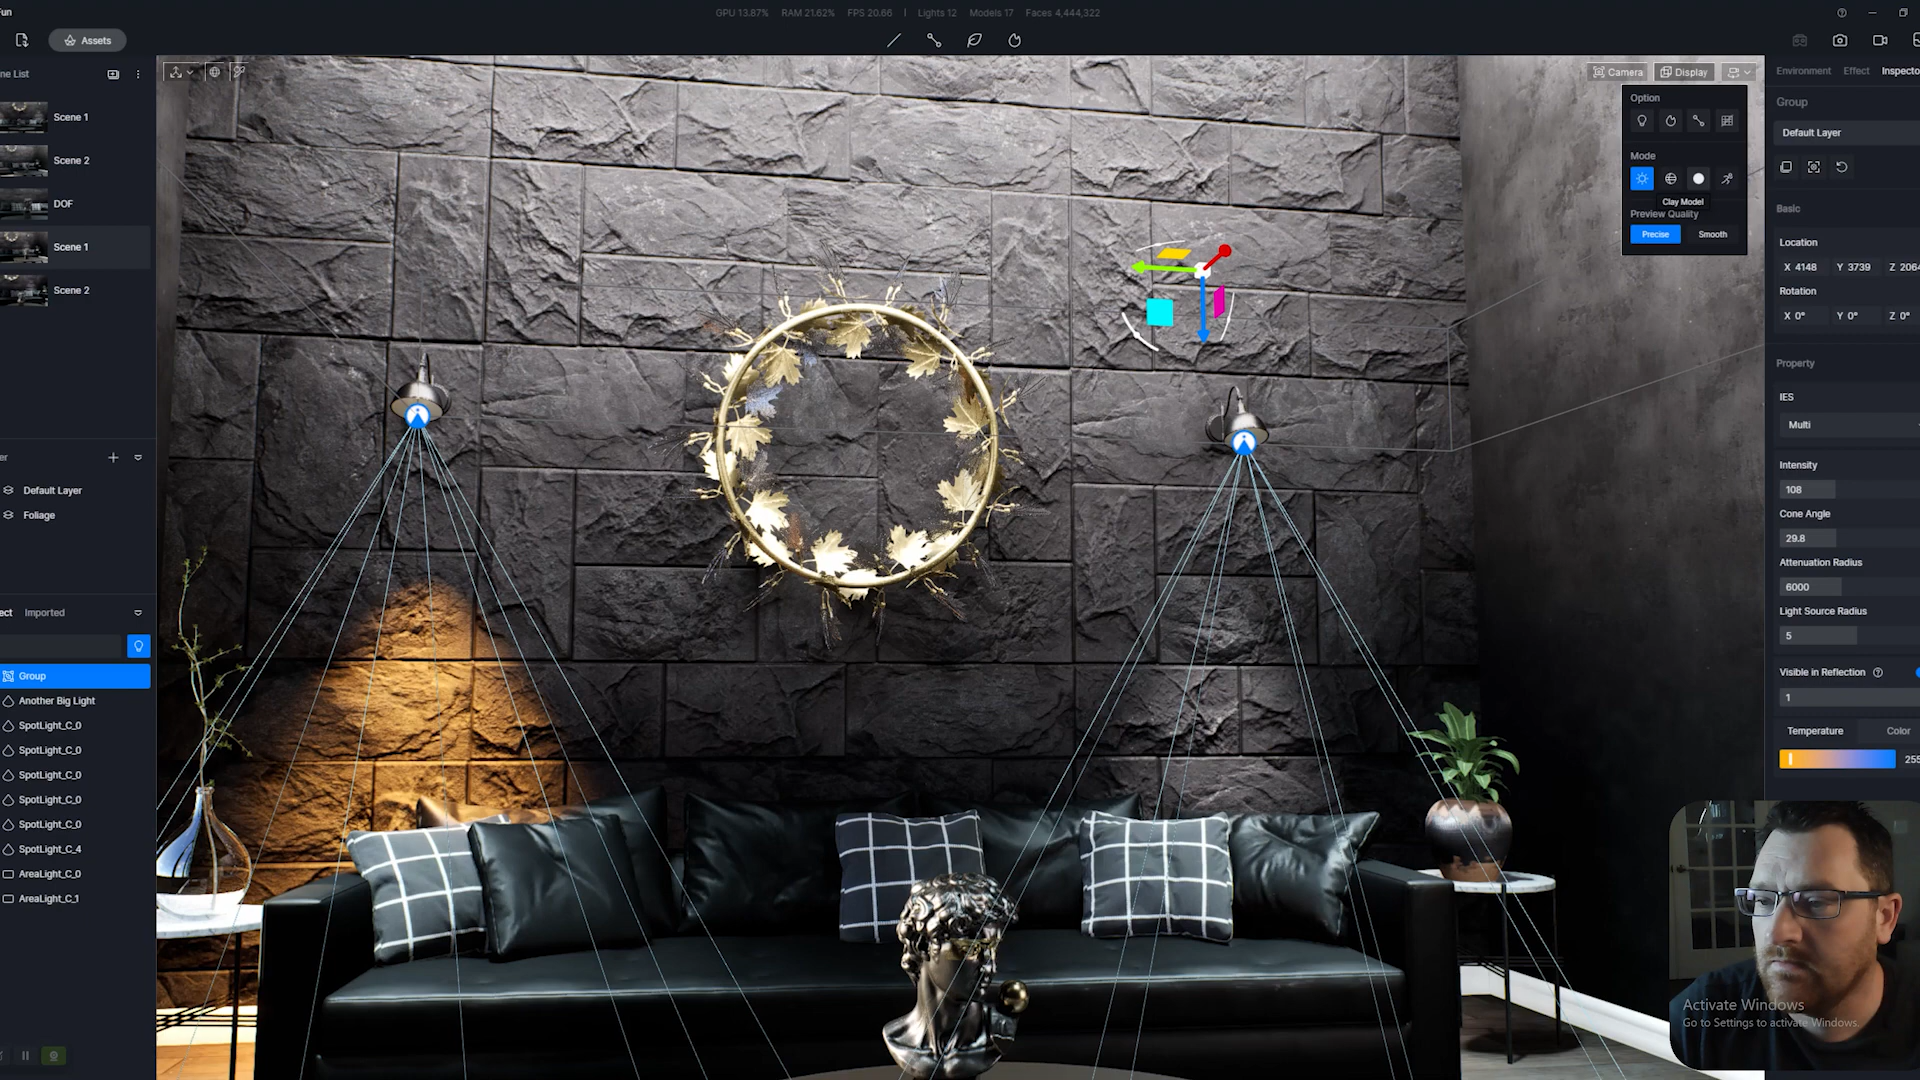 Fun
GPU 13.87% RAM 21.62% FPS 20.66 | Lights 12 Models 17 Faces 4,444,322
Assets
ne List
Scene 1
Scene 2
DOF
Scene 1
Scene 2
er
Default Layer
Foliage
ect Imported
Group
Another Big Light
SpotLight_C_0
SpotLight_C_0
SpotLight_C_0
SpotLight_C_0
SpotLight_C_0
SpotLight_C_4
AreaLight_C_0
AreaLight_C_1
Camera Display
Option
Mode
Clay Model
Preview Quality
Precise Smooth
Environment Effect Inspecto
Group
Default Layer
Basic
Location
X 4148 Y 3739 Z 2064
Rotation
X 0° Y 0° Z 0°
Property
IES
Multi
Intensity
108
Cone Angle
29.8
Attenuation Radius
6000
Light Source Radius
5
Visible in Reflection
1
Temperature Color
255
Activate Windows
Go to Settings to activate Windows.